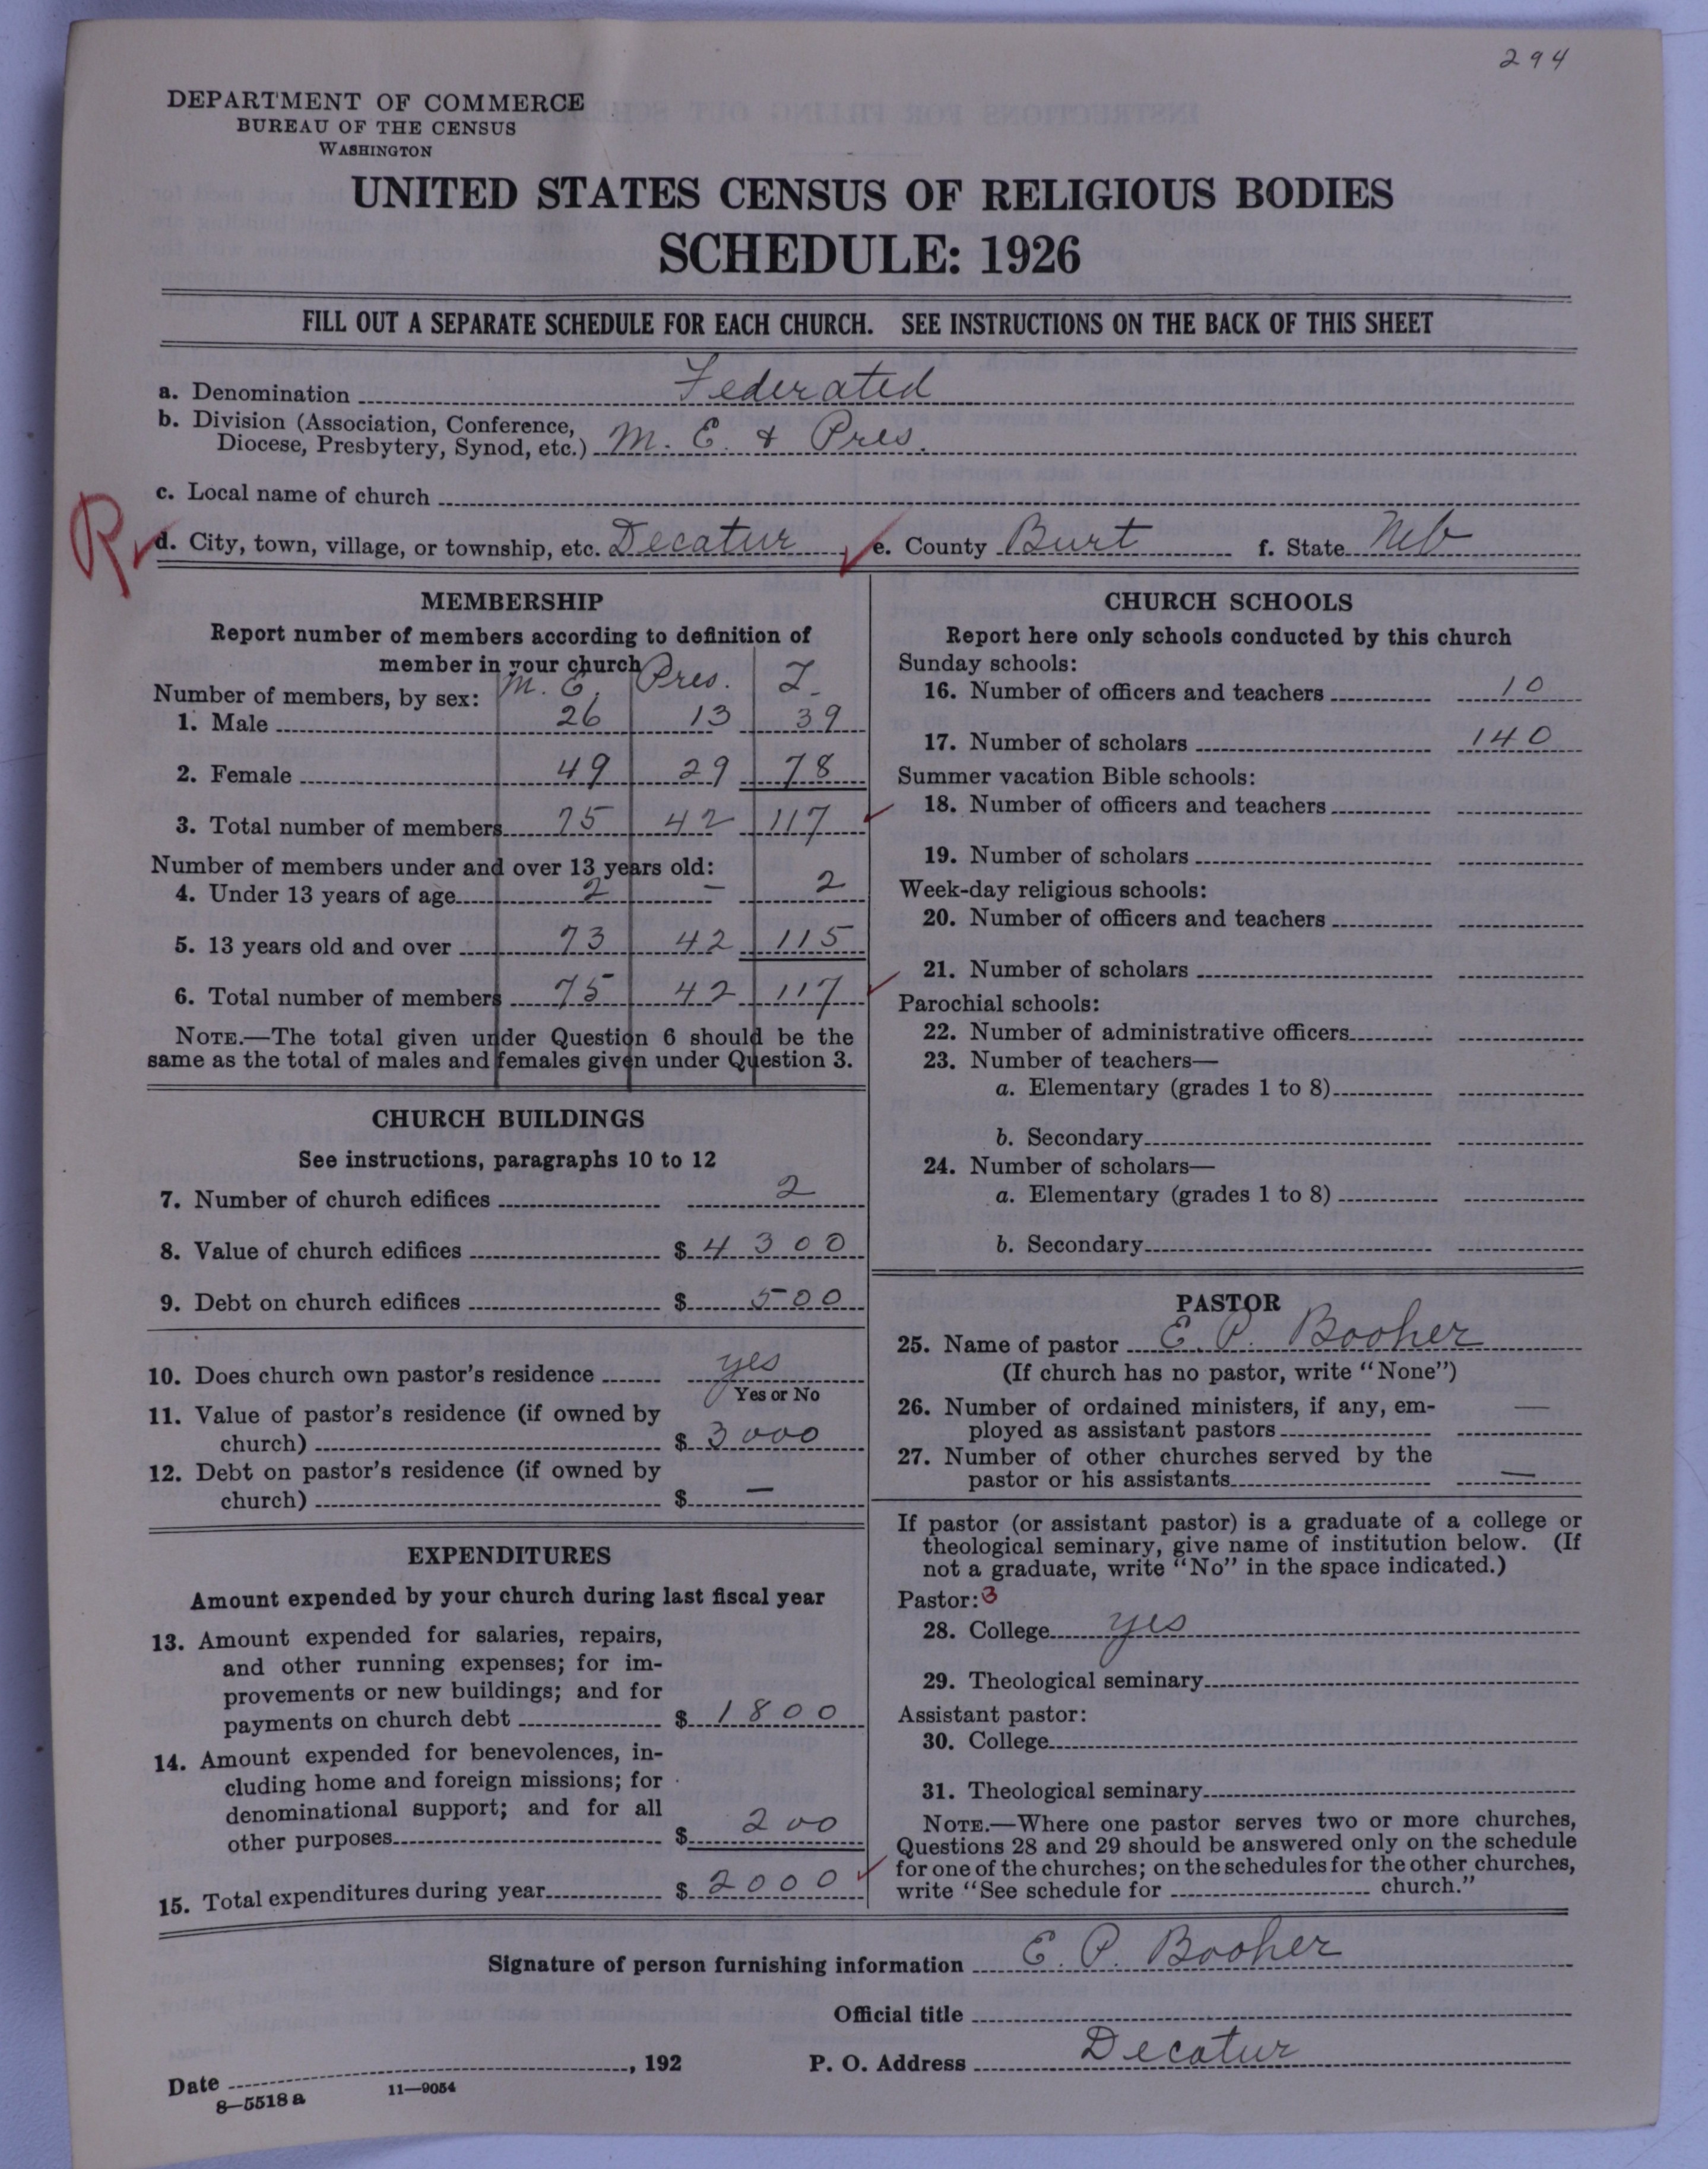 294
DEPARTMENT OF COMMERCE
BUREAU OF THE CENSUS
WASHINGTON
UNITED STATES CENSUS OF RELIGIOUS BODIES
SCHEDULE: 1926
FILL OUT A SEPARATE SCHEDULE FOR EACH CHURCH. SEE INSTRUCTIONS ON THE BACK OF THIS SHEET
a. Denomination Federated
b. Division (Association, Conference,
Diocese, Presbytery, Synod, etc.) M. E. & Pres.
c. Local name of church
R
d. City, town, village, or township, etc. Decatur e. County Burt f. State Neb
MEMBERSHIP
Report number of members according to definition of
member in your church
M. E. Pres. T.
Number of members, by sex:
1. Male 26 13 39
2. Female 49 29 78
3. Total number of members 75 42 117
Number of members under and over 13 years old:
4. Under 13 years of age 2 – 2
5. 13 years old and over 73 42 115
6. Total number of members 75 42 117
NOTE.—The total given under Question 6 should be the
same as the total of males and females given under Question 3.
CHURCH BUILDINGS
See instructions, paragraphs 10 to 12
7. Number of church edifices 2
8. Value of church edifices $ 4300
9. Debt on church edifices $ 500
10. Does church own pastor's residence yes
Yes or No
11. Value of pastor's residence (if owned by
church) $ 3000
12. Debt on pastor's residence (if owned by
church) $ –
EXPENDITURES
Amount expended by your church during last fiscal year
13. Amount expended for salaries, repairs,
and other running expenses; for im-
provements or new buildings; and for
payments on church debt $ 1800
14. Amount expended for benevolences, in-
cluding home and foreign missions; for
denominational support; and for all
other purposes $ 200
15. Total expenditures during year $ 2000
CHURCH SCHOOLS
Report here only schools conducted by this church
Sunday schools:
16. Number of officers and teachers 10
17. Number of scholars 140
Summer vacation Bible schools:
18. Number of officers and teachers
19. Number of scholars
Week-day religious schools:
20. Number of officers and teachers
21. Number of scholars
Parochial schools:
22. Number of administrative officers
23. Number of teachers—
a. Elementary (grades 1 to 8)
b. Secondary
24. Number of scholars—
a. Elementary (grades 1 to 8)
b. Secondary
PASTOR
25. Name of pastor E. P. Booher
(If church has no pastor, write "None")
26. Number of ordained ministers, if any, em-
ployed as assistant pastors —
27. Number of other churches served by the
pastor or his assistants —
If pastor (or assistant pastor) is a graduate of a college or
theological seminary, give name of institution below. (If
not a graduate, write "No" in the space indicated.)
Pastor: 3
28. College yes
29. Theological seminary
Assistant pastor:
30. College
31. Theological seminary
NOTE.—Where one pastor serves two or more churches,
Questions 28 and 29 should be answered only on the schedule
for one of the churches; on the schedules for the other churches,
write "See schedule for church."
Signature of person furnishing information E. P. Booher
Official title
Date , 192 P. O. Address Decatur
8—5518a 11—9054